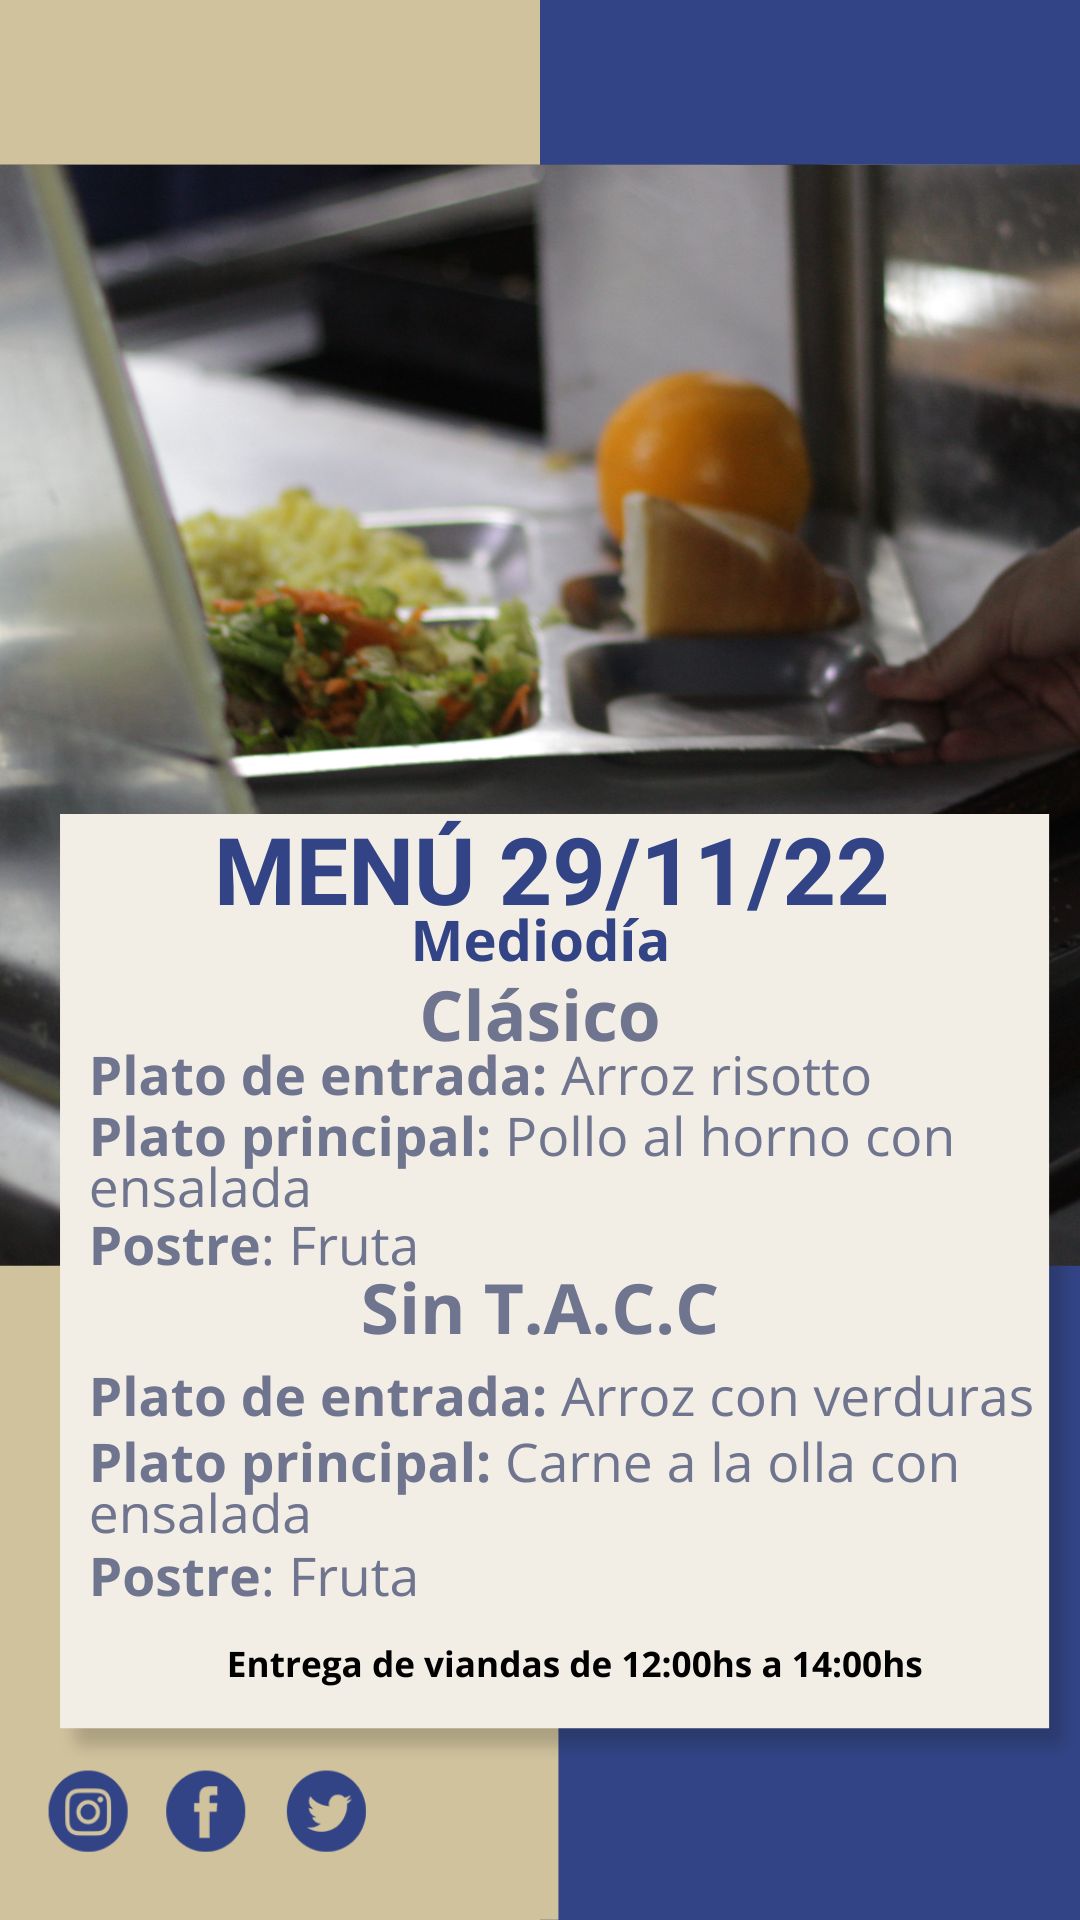 MENÚ 29/11/22
Mediodía
Clásico
Plato de entrada: Arroz risotto
Plato principal: Pollo al horno con
ensalada
Postre: Fruta
Sin T.A.C.C
Plato de entrada: Arroz con verduras
Plato principal: Carne a la olla con
ensalada
Postre: Fruta
Entrega de viandas de 12:00hs a 14:00hs